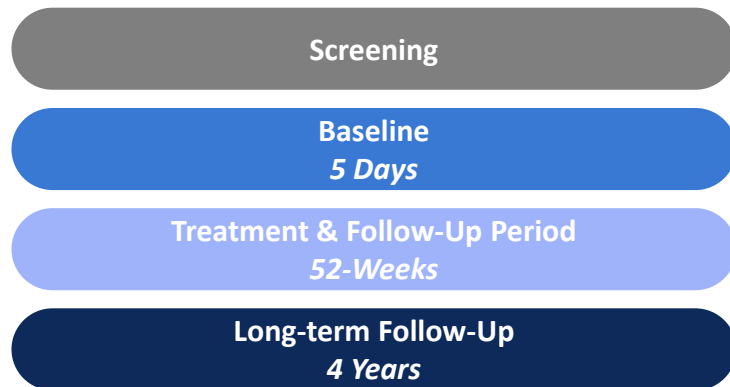 Screening
Baseline
5 Days
Treatment & Follow-Up Period
52-Weeks
Long-term Follow-Up
4 Years